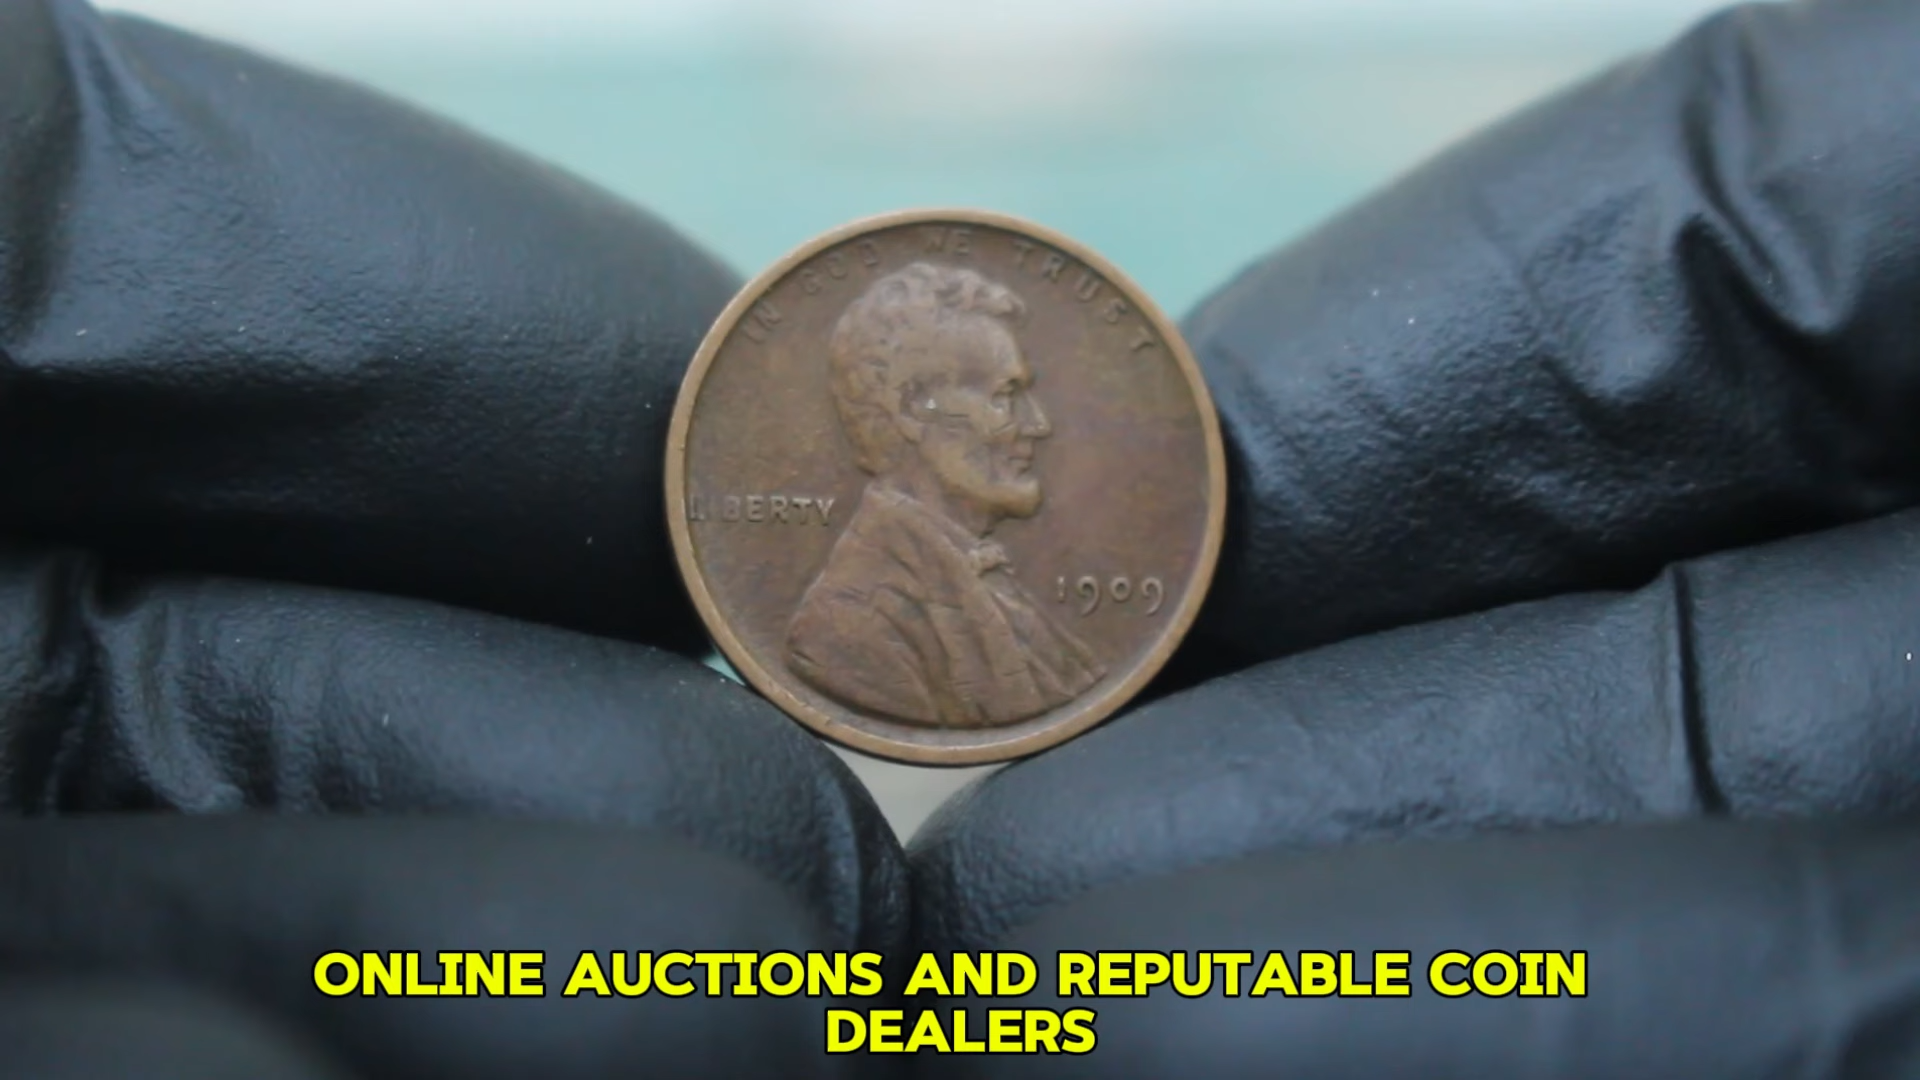 IN GOD WE TRUST
LIBERTY
1909
ONLINE AUCTIONS AND REPUTABLE COIN
DEALERS